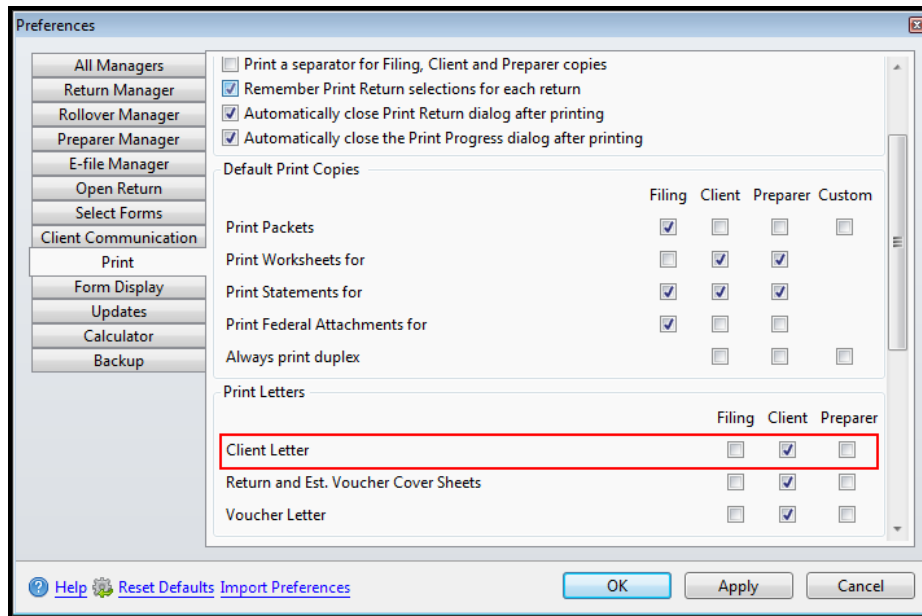 Preferences
All Managers
Return Manager
Rollover Manager
Preparer Manager
E-file Manager
Open Return
Select Forms
Client Communication
Print
Form Display
Updates
Calculator
Backup
Print a separator for Filing, Client and Preparer copies
Remember Print Return selections for each return
Automatically close Print Return dialog after printing
Automatically close the Print Progress dialog after printing
Default Print Copies
Filing Client Preparer Custom
Print Packets
Print Worksheets for
Print Statements for
Print Federal Attachments for
Always print duplex
Print Letters
Filing Client Preparer
Client Letter
Return and Est. Voucher Cover Sheets
Voucher Letter
Help Reset Defaults Import Preferences OK Apply Cancel